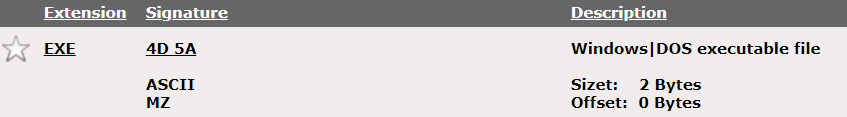 Extension Signature Description
EXE 4D 5A Windows|DOS executable file
ASCII Sizet: 2 Bytes
MZ Offset: 0 Bytes